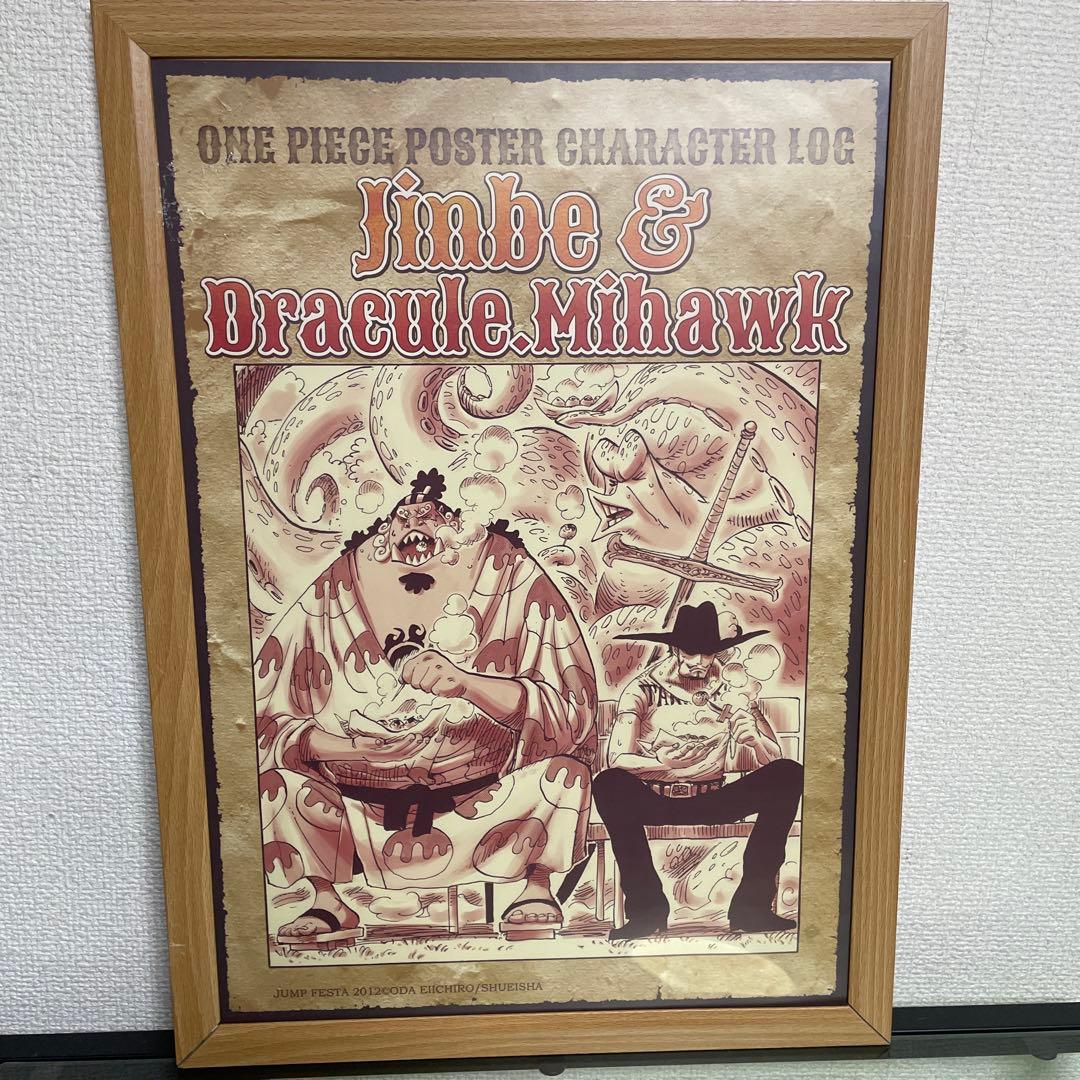 ONE PIECE POSTER CHARACTER LOG
Jinbe &
Dracule.Mihawk
JUMP FESTA 2012©ODA EIICHIRO/SHUEISHA